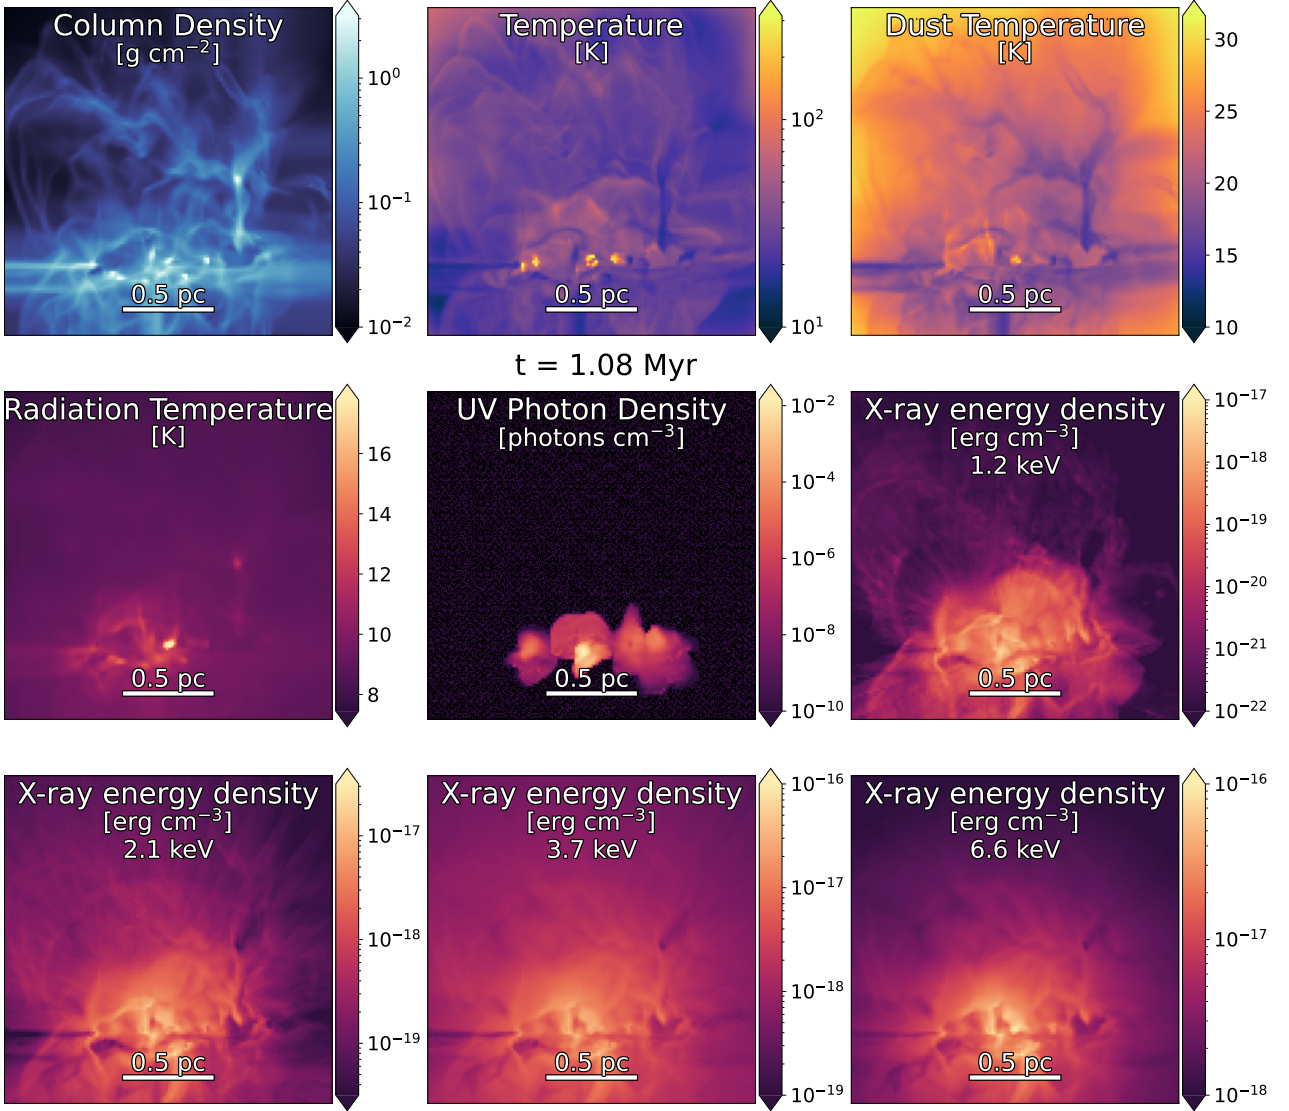 Column Density
[g cm⁻²]
0.5 pc
10⁰
10⁻¹
10⁻²
Temperature
[K]
0.5 pc
10²
10¹
Dust Temperature
[K]
0.5 pc
30
25
20
15
10
t = 1.08 Myr
Radiation Temperature
[K]
0.5 pc
16
14
12
10
8
UV Photon Density
[photons cm⁻³]
0.5 pc
10⁻²
10⁻⁴
10⁻⁶
10⁻⁸
10⁻¹⁰
X-ray energy density
[erg cm⁻³]
1.2 keV
0.5 pc
10⁻¹⁷
10⁻¹⁸
10⁻¹⁹
10⁻²⁰
10⁻²¹
10⁻²²
X-ray energy density
[erg cm⁻³]
2.1 keV
0.5 pc
10⁻¹⁷
10⁻¹⁸
10⁻¹⁹
X-ray energy density
[erg cm⁻³]
3.7 keV
0.5 pc
10⁻¹⁶
10⁻¹⁷
10⁻¹⁸
10⁻¹⁹
X-ray energy density
[erg cm⁻³]
6.6 keV
0.5 pc
10⁻¹⁶
10⁻¹⁷
10⁻¹⁸